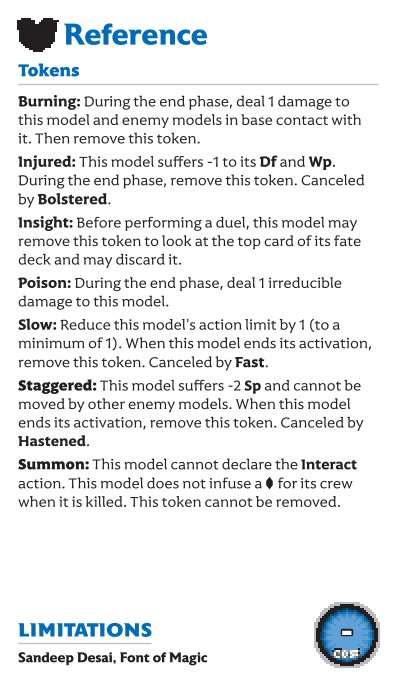 Reference
Tokens
Burning: During the end phase, deal 1 damage to
this model and enemy models in base contact with
it. Then remove this token.
Injured: This model suffers -1 to its Df and Wp.
During the end phase, remove this token. Canceled
by Bolstered.
Insight: Before performing a duel, this model may
remove this token to look at the top card of its fate
deck and may discard it.
Poison: During the end phase, deal 1 irreducible
damage to this model.
Slow: Reduce this model's action limit by 1 (to a
minimum of 1). When this model ends its activation,
remove this token. Canceled by Fast.
Staggered: This model suffers -2 Sp and cannot be
moved by other enemy models. When this model
ends its activation, remove this token. Canceled by
Hastened.
Summon: This model cannot declare the Interact
action. This model does not infuse a for its crew
when it is killed. This token cannot be removed.
LIMITATIONS
Sandeep Desai, Font of Magic
-
COST